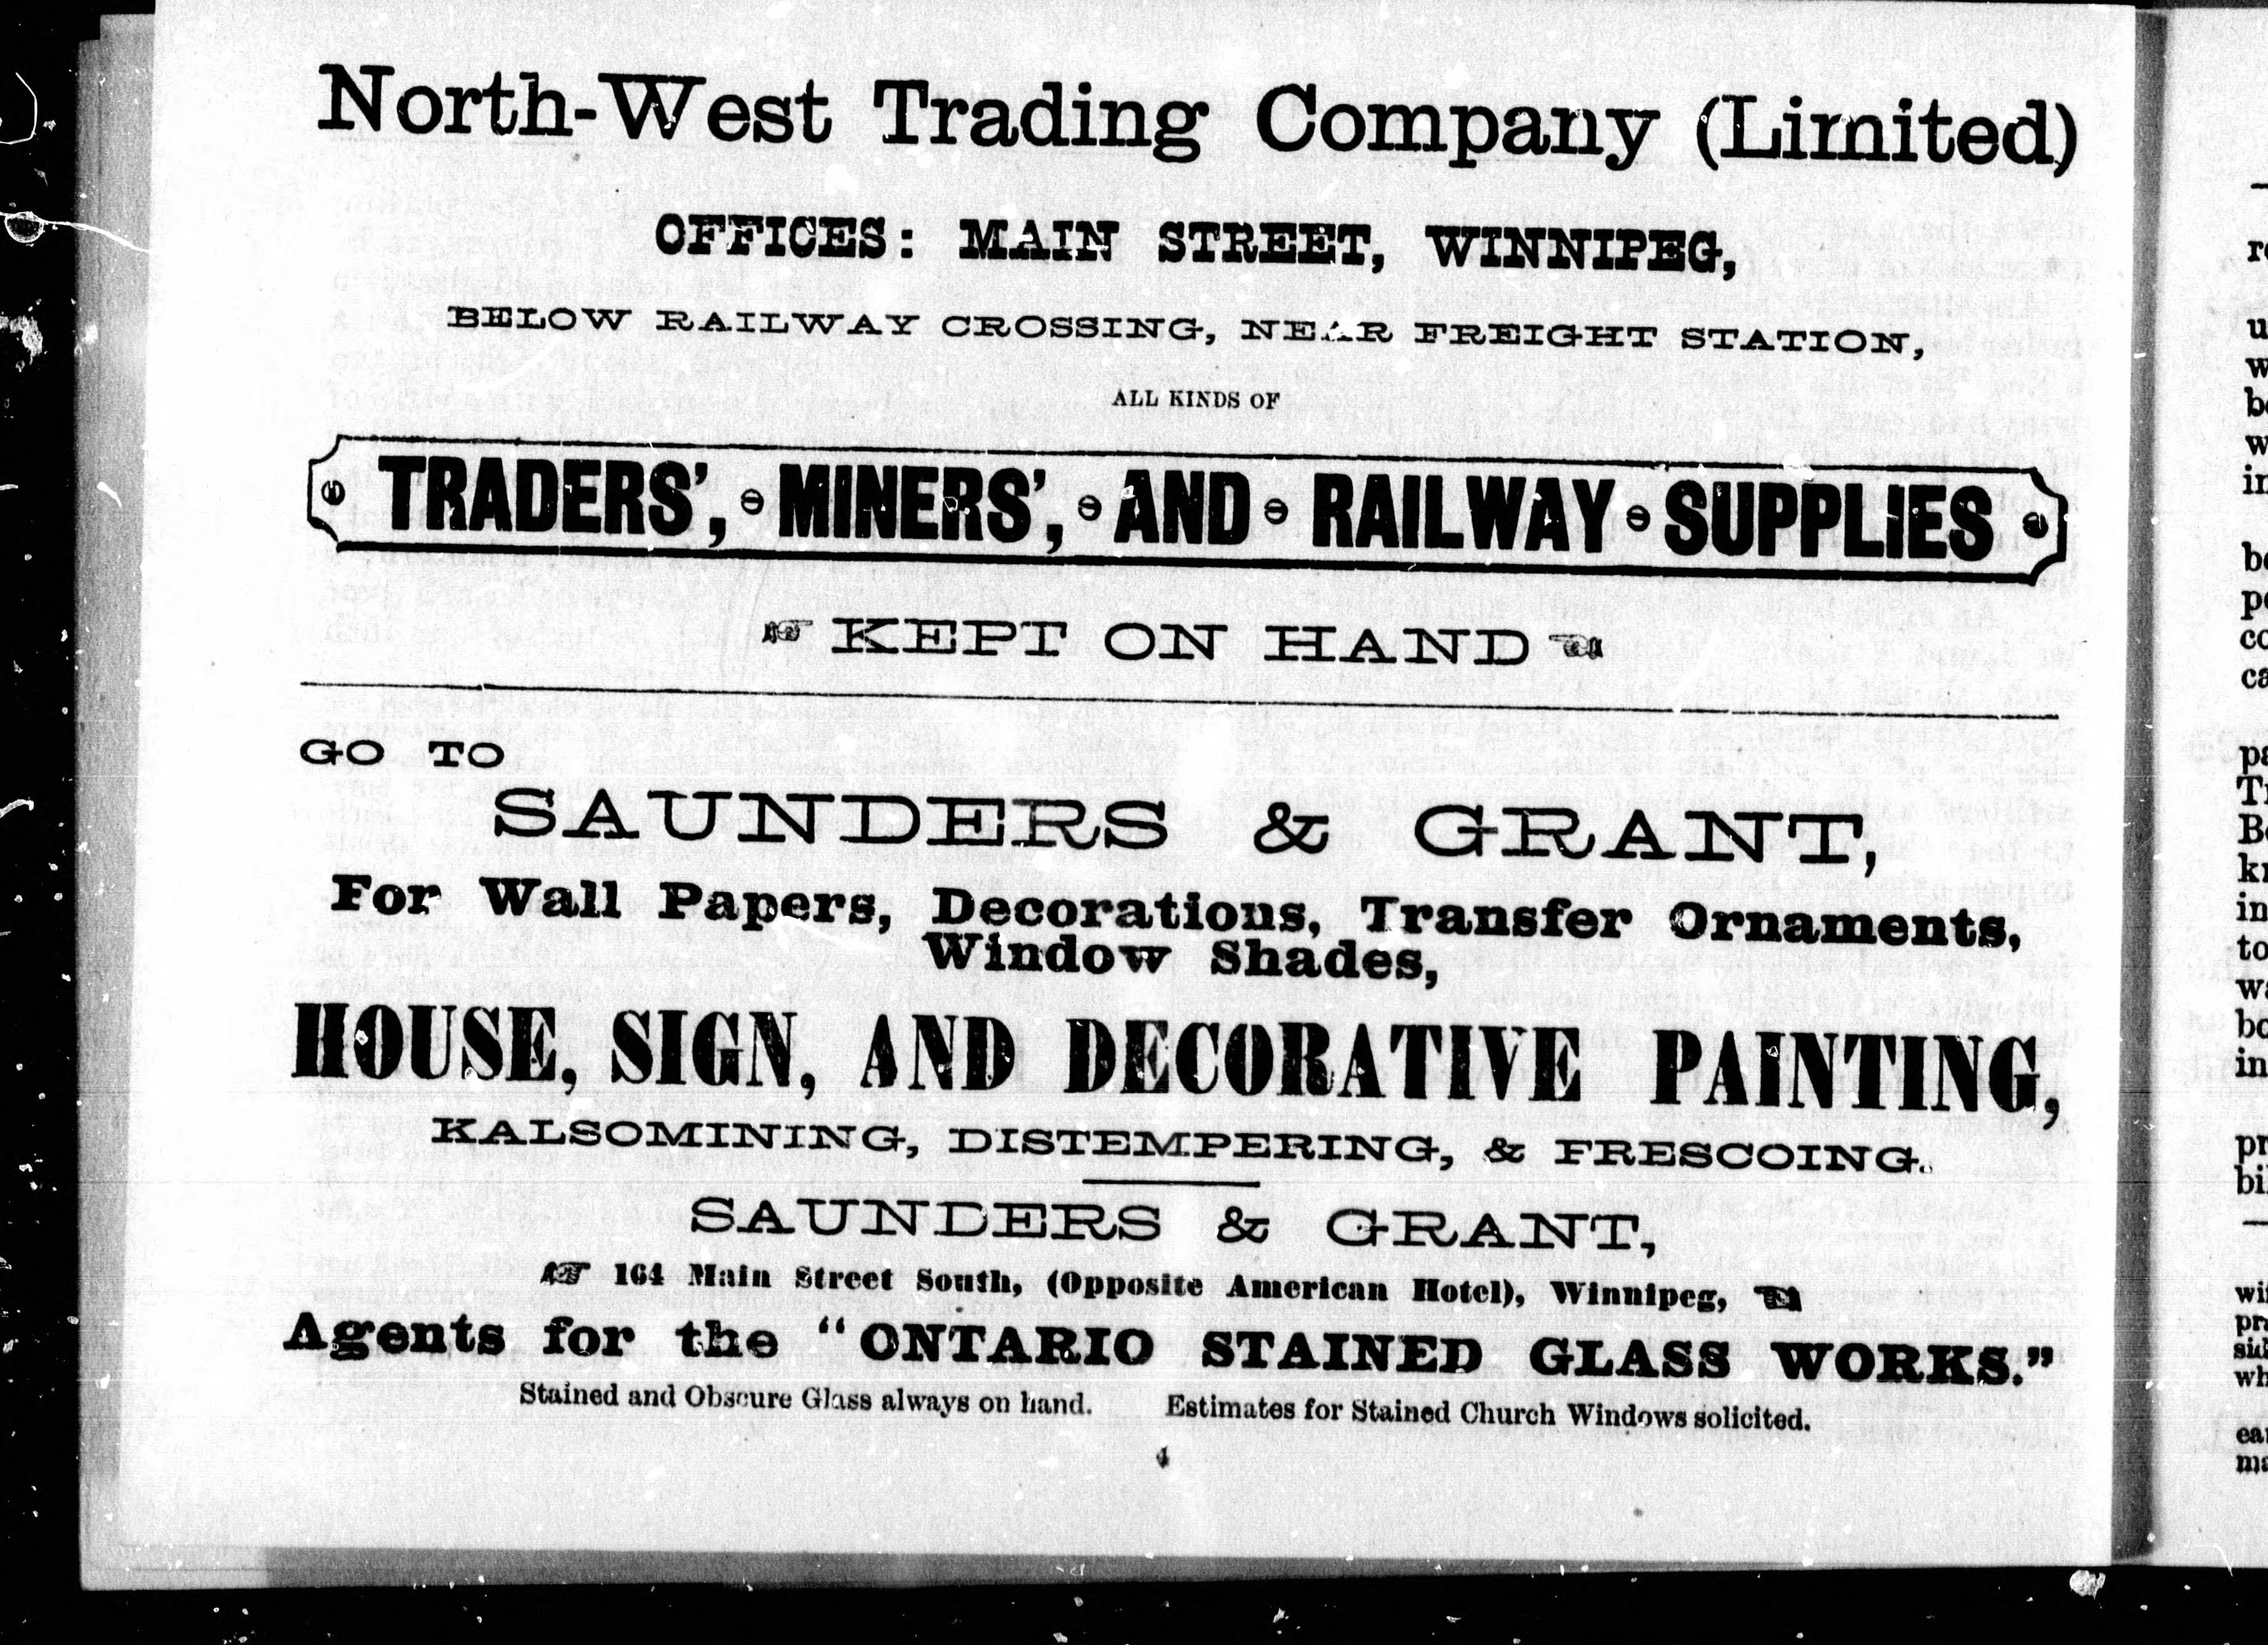 North-West Trading Company (Limited)
OFFICES: MAIN STREET, WINNIPEG,
BELOW RAILWAY CROSSING, NEAR FREIGHT STATION,
ALL KINDS OF
TRADERS', MINERS', AND RAILWAY SUPPLIES
☞ KEPT ON HAND ☜
GO TO
SAUNDERS & GRANT,
For Wall Papers, Decorations, Transfer Ornaments,
Window Shades,
HOUSE, SIGN, AND DECORATIVE PAINTING,
KALSOMINING, DISTEMPERING, & FRESCOING.
SAUNDERS & GRANT,
☞ 164 Main Street South, (Opposite American Hotel), Winnipeg, ☜
Agents for the "ONTARIO STAINED GLASS WORKS."
Stained and Obscure Glass always on hand. Estimates for Stained Church Windows solicited.
4